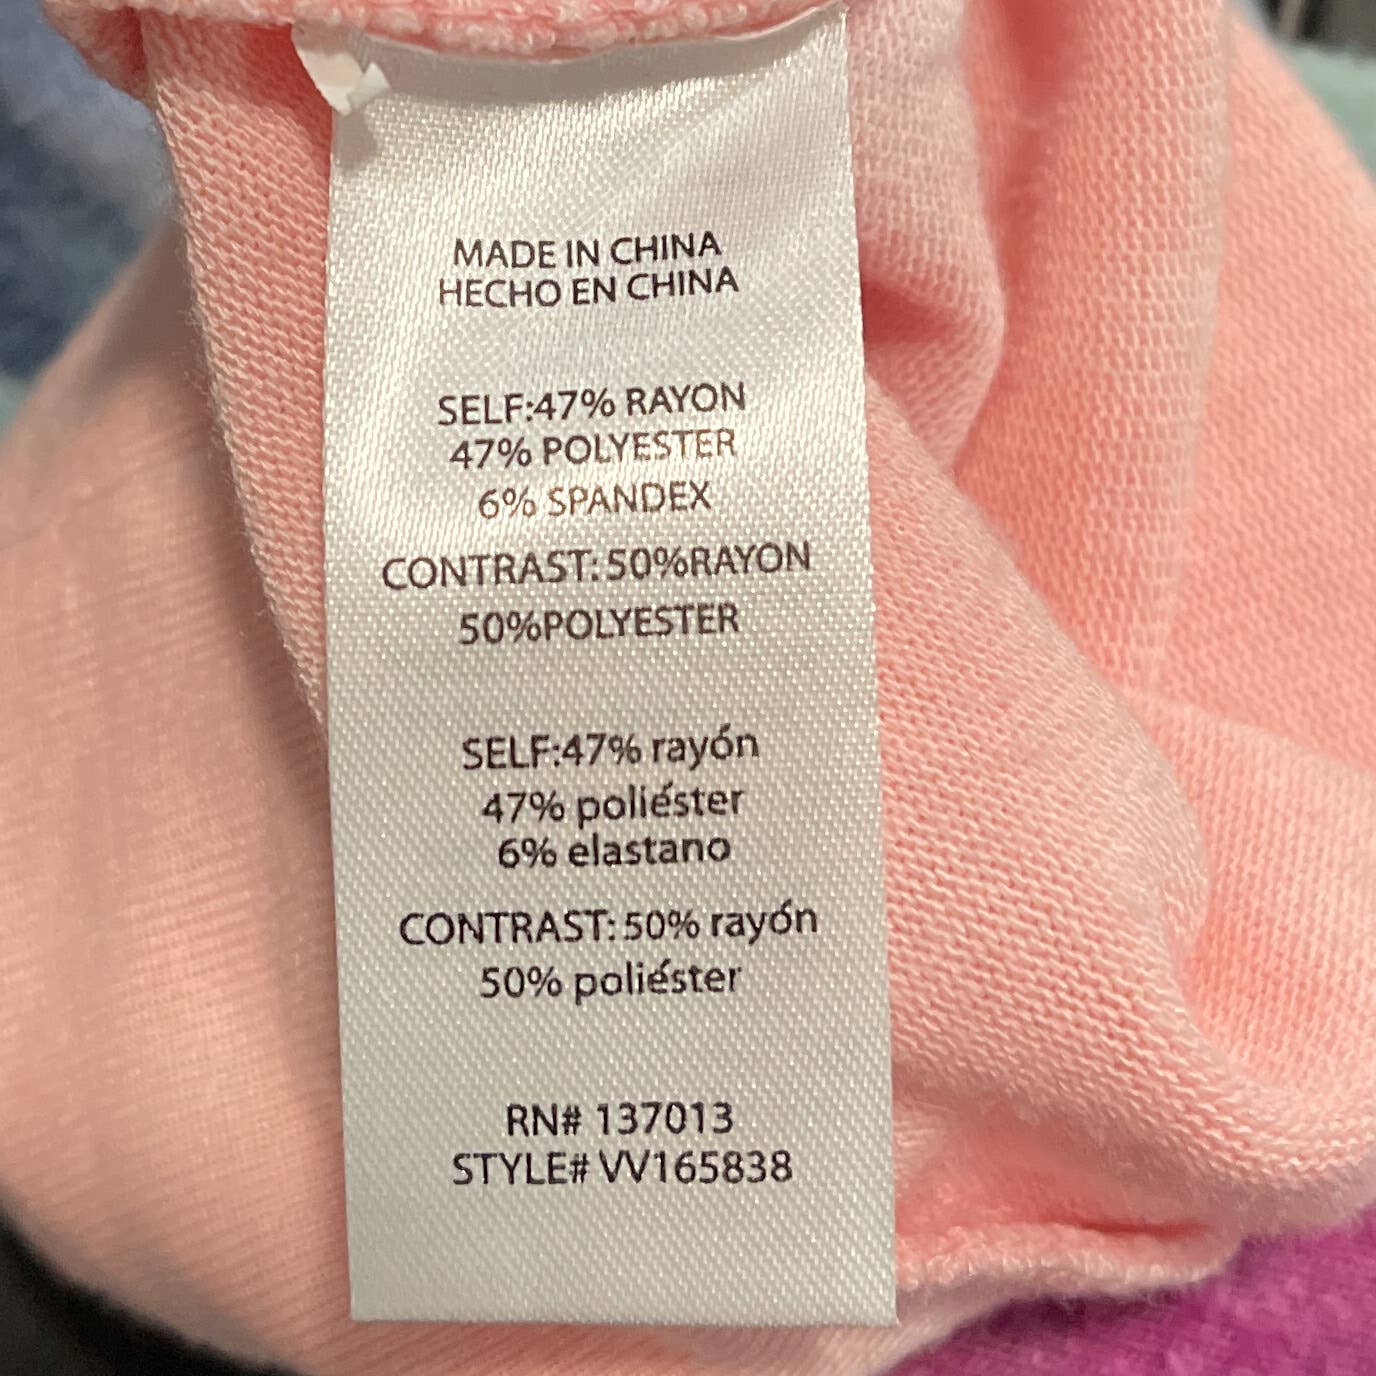 MADE IN CHINA
HECHO EN CHINA
SELF:47% RAYON
47% POLYESTER
6% SPANDEX
CONTRAST: 50%RAYON
50%POLYESTER
SELF:47% rayón
47% poliéster
6% elastano
CONTRAST: 50% rayón
50% poliéster
RN# 137013
STYLE# VV165838